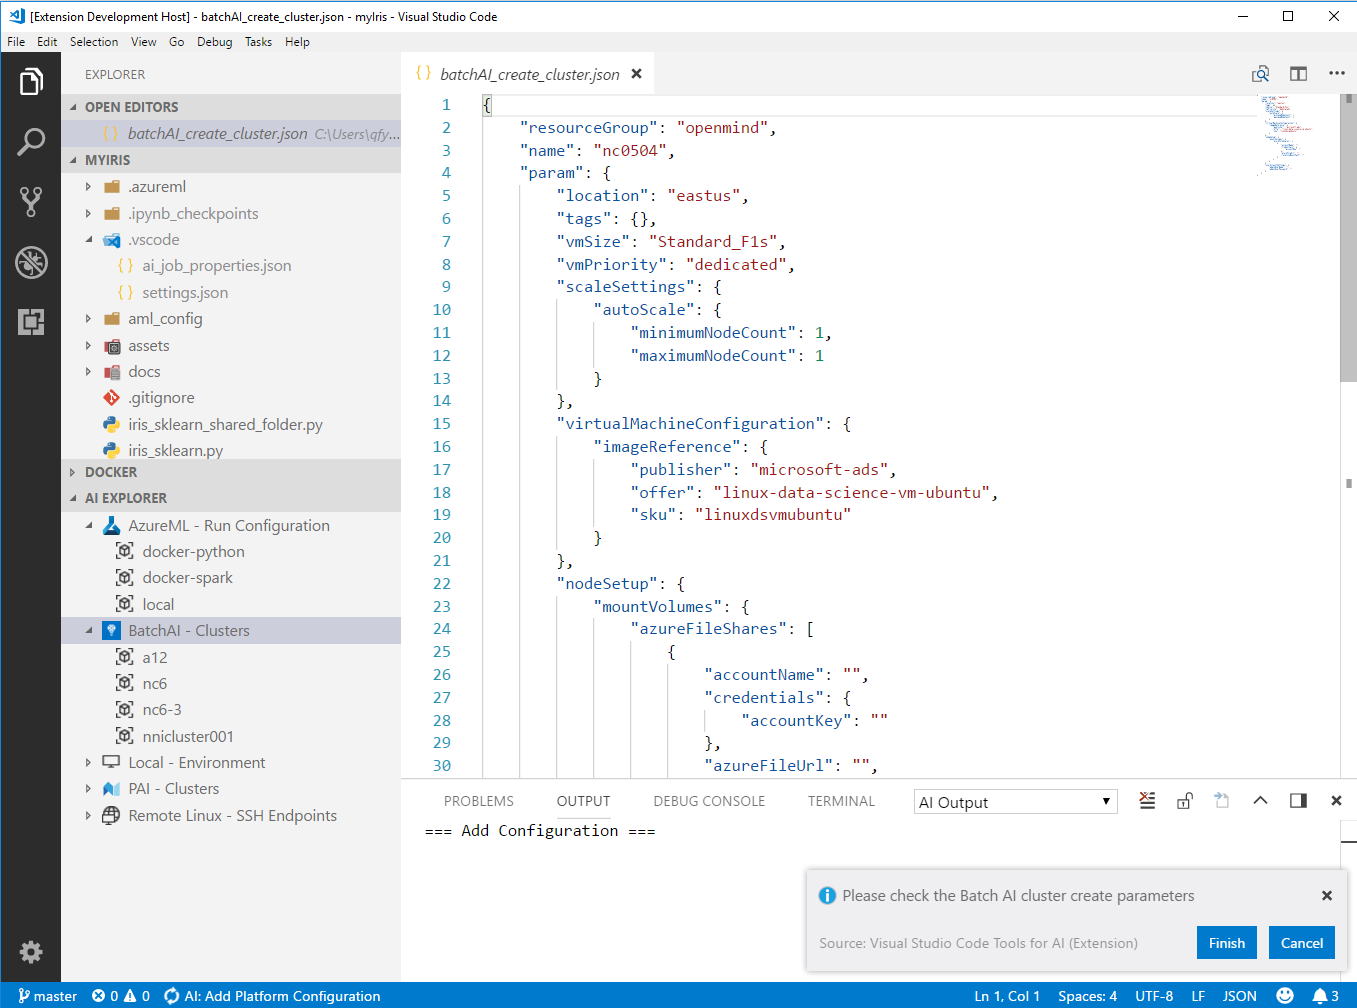 [Extension Development Host] - batchAI_create_cluster.json - myIris - Visual Studio Code
File Edit Selection View Go Debug Tasks Help
EXPLORER
OPEN EDITORS
{} batchAI_create_cluster.json C:\Users\qfy...
MYIRIS
.azureml
.ipynb_checkpoints
.vscode
{} ai_job_properties.json
{} settings.json
aml_config
assets
docs
.gitignore
iris_sklearn_shared_folder.py
iris_sklearn.py
DOCKER
AI EXPLORER
AzureML - Run Configuration
docker-python
docker-spark
local
BatchAI - Clusters
a12
nc6
nc6-3
nnicluster001
Local - Environment
PAI - Clusters
Remote Linux - SSH Endpoints
{} batchAI_create_cluster.json
1 {
2 "resourceGroup": "openmind",
3 "name": "nc0504",
4 "param": {
5 "location": "eastus",
6 "tags": {},
7 "vmSize": "Standard_F1s",
8 "vmPriority": "dedicated",
9 "scaleSettings": {
10 "autoScale": {
11 "minimumNodeCount": 1,
12 "maximumNodeCount": 1
13 }
14 },
15 "virtualMachineConfiguration": {
16 "imageReference": {
17 "publisher": "microsoft-ads",
18 "offer": "linux-data-science-vm-ubuntu",
19 "sku": "linuxdsvmubuntu"
20 }
21 },
22 "nodeSetup": {
23 "mountVolumes": {
24 "azureFileShares": [
25 {
26 "accountName": "",
27 "credentials": {
28 "accountKey": ""
29 },
30 "azureFileUrl": "",
PROBLEMS OUTPUT DEBUG CONSOLE TERMINAL AI Output
=== Add Configuration ===
Please check the Batch AI cluster create parameters
Source: Visual Studio Code Tools for AI (Extension) Finish Cancel
master 0 0 AI: Add Platform Configuration Ln 1, Col 1 Spaces: 4 UTF-8 LF JSON 3